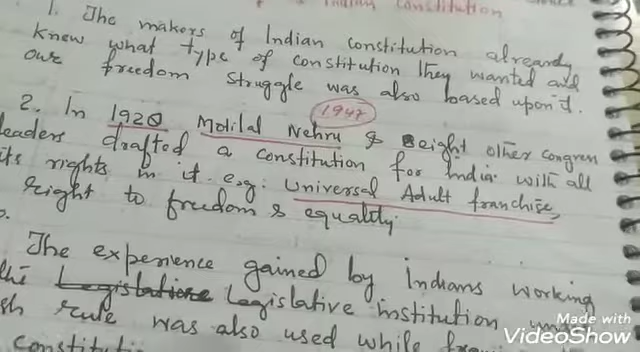 Indian Constitution
1. The makers of Indian constitution already
knew what type of constitution they wanted and
our freedom struggle was also based upon it.
1947
2. In 1928 Motilal Nehru & eight other congress
leaders drafted a constitution for India with all
its rights in it. e.g: Universal Adult franchise,
right to freedom & equality.
The experience gained by Indians working
the Legislative institution
rule was also used while
Made with
VideoShow